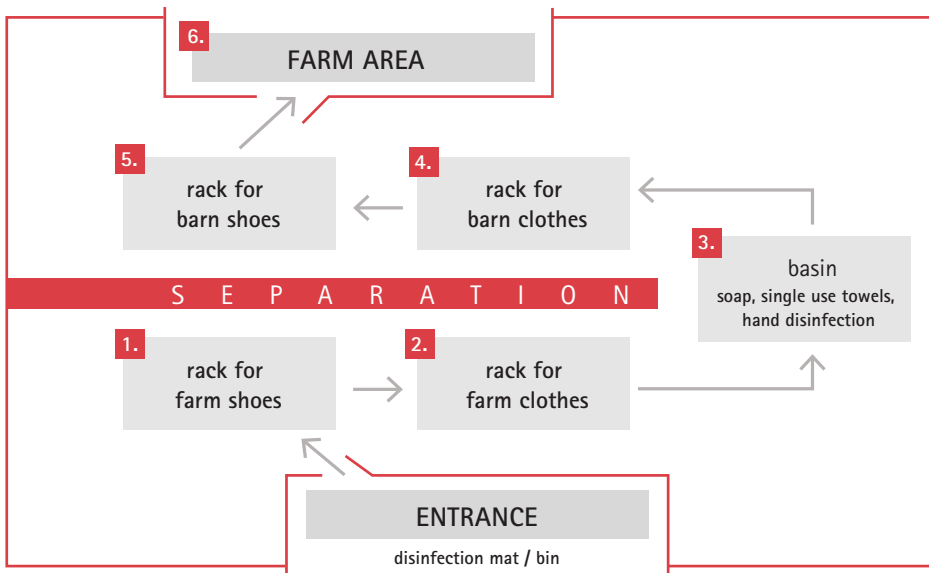 6.
FARM AREA
5.
rack for
barn shoes
4.
rack for
barn clothes
3.
basin
soap, single use towels,
hand disinfection
SEPARATION
1.
rack for
farm shoes
2.
rack for
farm clothes
ENTRANCE
disinfection mat / bin